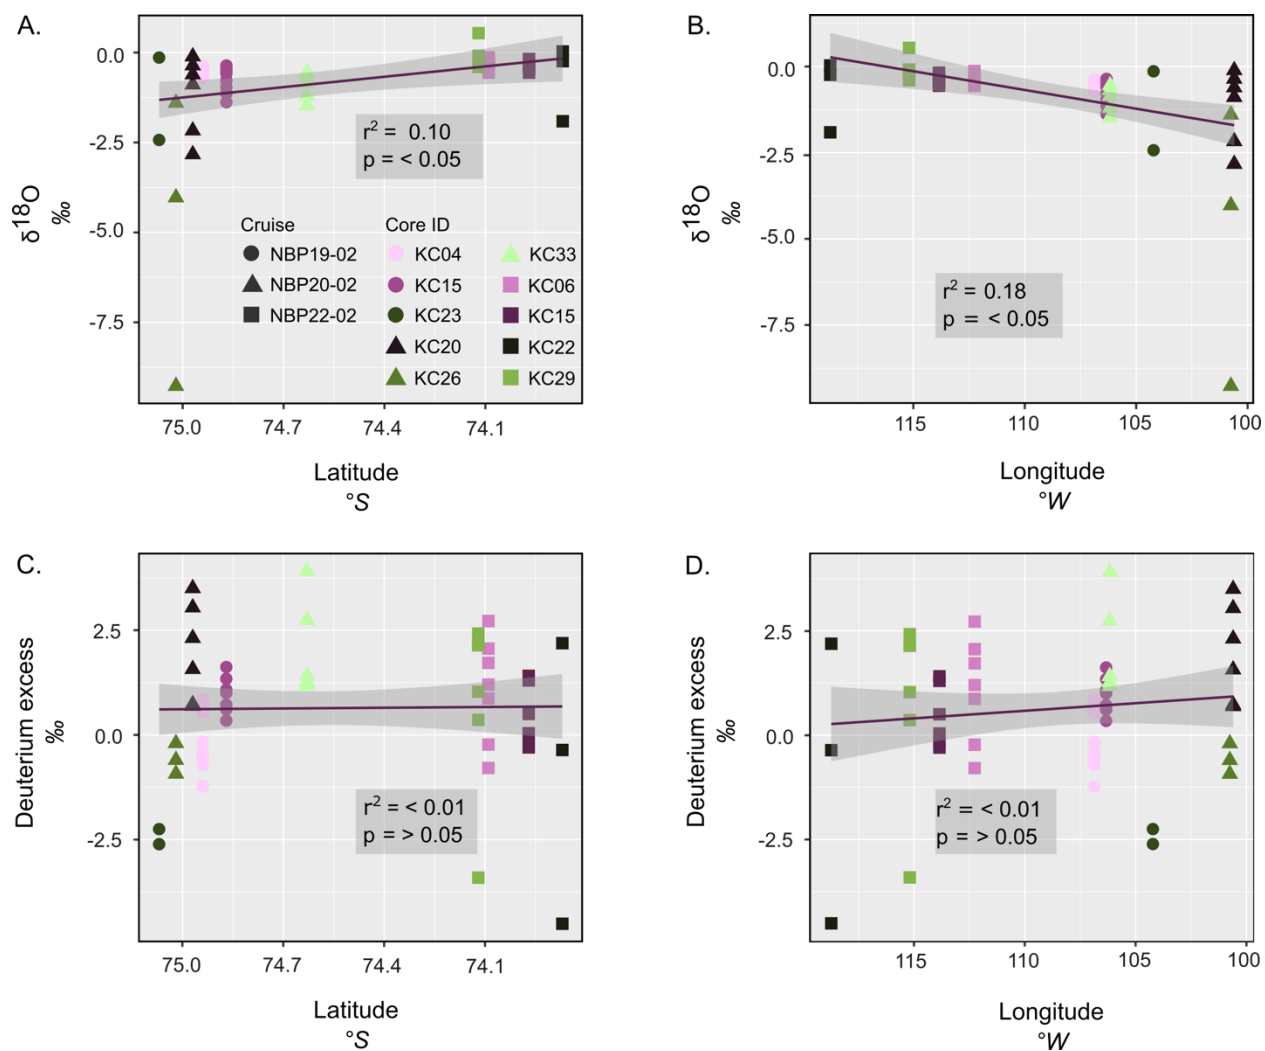 A.
0.0
-2.5
-5.0
-7.5
δ18O
‰
r2 = 0.10
p = < 0.05
Cruise
NBP19-02
NBP20-02
NBP22-02
Core ID
KC04
KC15
KC23
KC20
KC26
KC33
KC06
KC15
KC22
KC29
75.0 74.7 74.4 74.1
Latitude
°S
B.
0.0
-2.5
-5.0
-7.5
δ18O
‰
r2 = 0.18
p = < 0.05
115 110 105 100
Longitude
°W
C.
2.5
0.0
-2.5
Deuterium excess
‰
r2 = < 0.01
p = > 0.05
75.0 74.7 74.4 74.1
Latitude
°S
D.
2.5
0.0
-2.5
Deuterium excess
‰
r2 = < 0.01
p = > 0.05
115 110 105 100
Longitude
°W